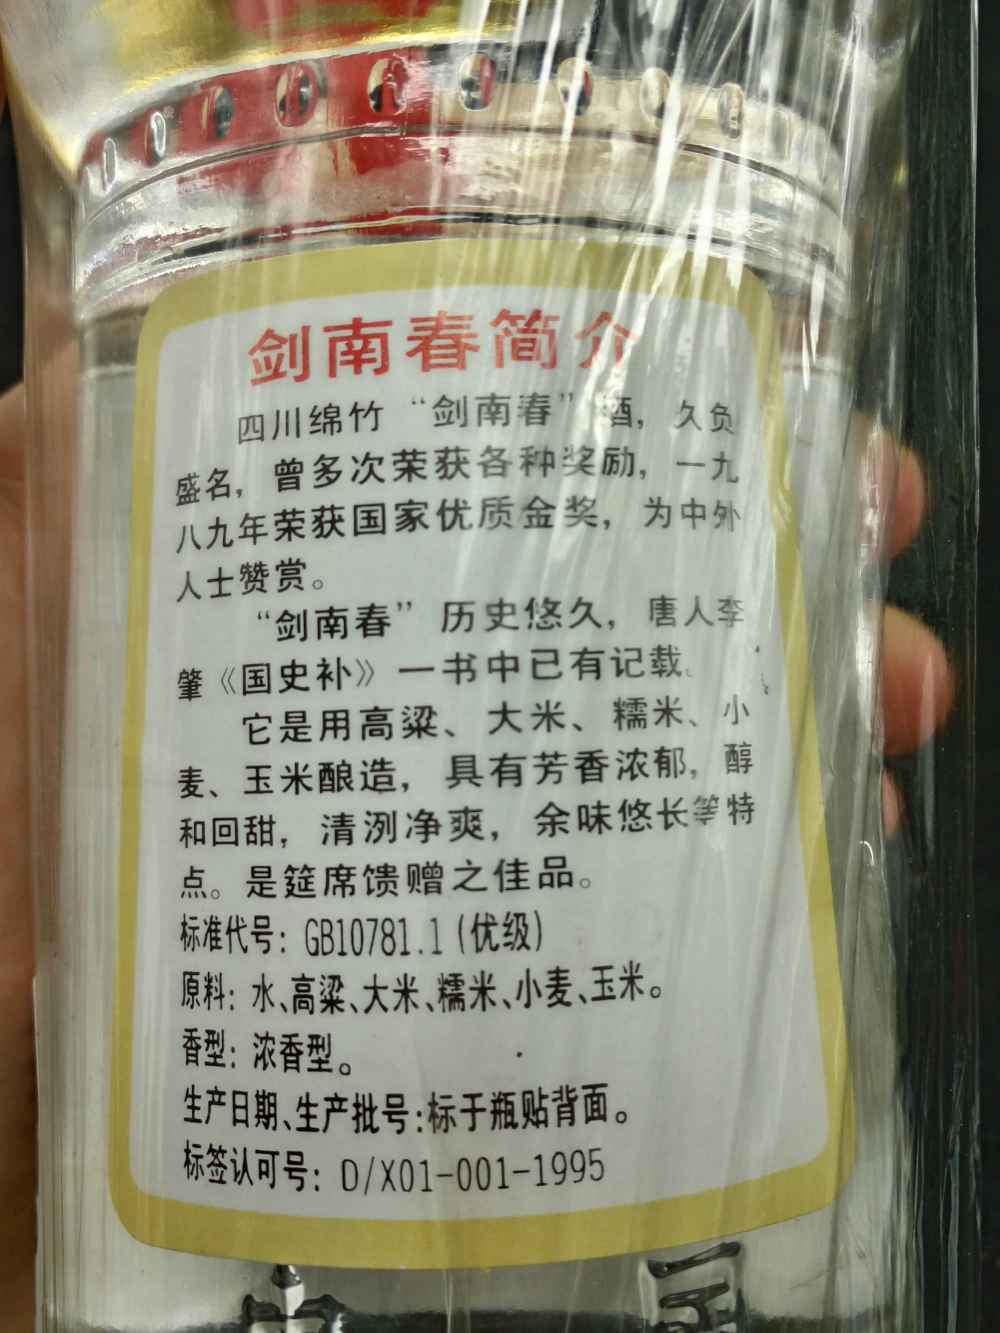 剑南春简介
四川绵竹“剑南春”酒，久负
盛名，曾多次荣获各种奖励，一九
八九年荣获国家优质金奖，为中外
人士赞赏。
“剑南春”历史悠久，唐人李
肇《国史补》一书中已有记载。
它是用高粱、大米、糯米、小
麦、玉米酿造，具有芳香浓郁，醇
和回甜，清洌净爽，余味悠长等特
点。是筵席馈赠之佳品。
标准代号：GB10781.1(优级)
原料：水、高粱、大米、糯米、小麦、玉米。
香型：浓香型。
生产日期、生产批号：标于瓶贴背面。
标签认可号：D/X01-001-1995